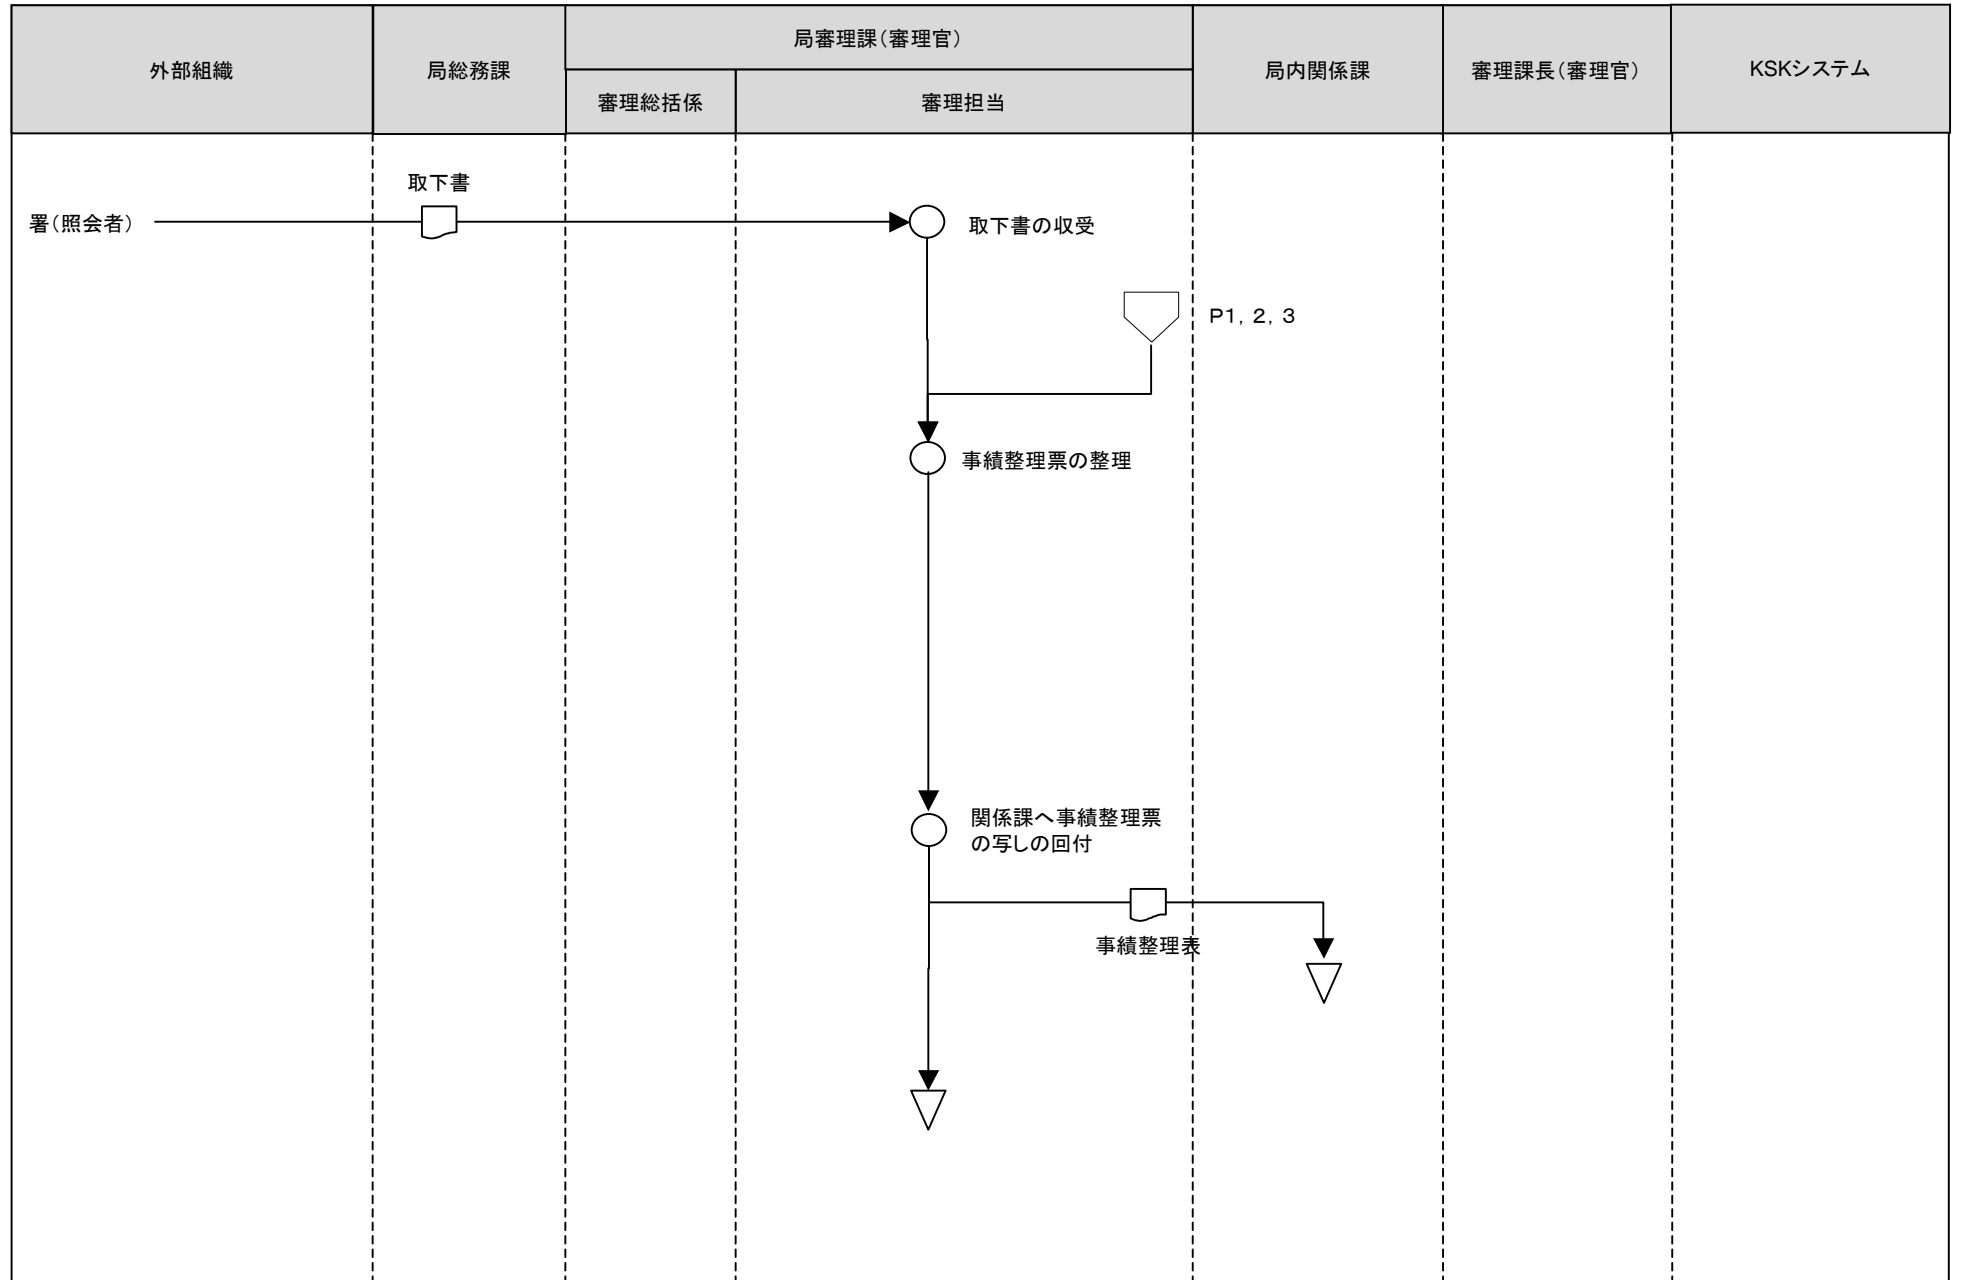 外部組織
局総務課
局審理課(審理官)
審理総括係
審理担当
局内関係課
審理課長(審理官)
KSKシステム
取下書
署(照会者)
取下書の収受
P1, 2, 3
事績整理票の整理
関係課へ事績整理票
の写しの回付
事績整理表